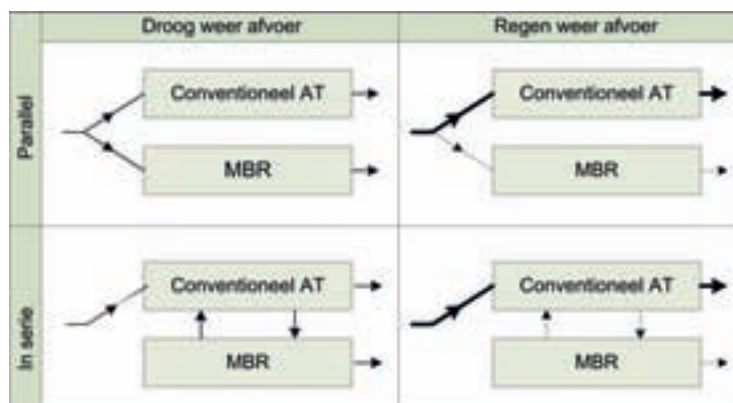 Droog weer afvoer
Regen weer afvoer
Parallel
Conventioneel AT
MBR
Conventioneel AT
MBR
In serie
Conventioneel AT
MBR
Conventioneel AT
MBR